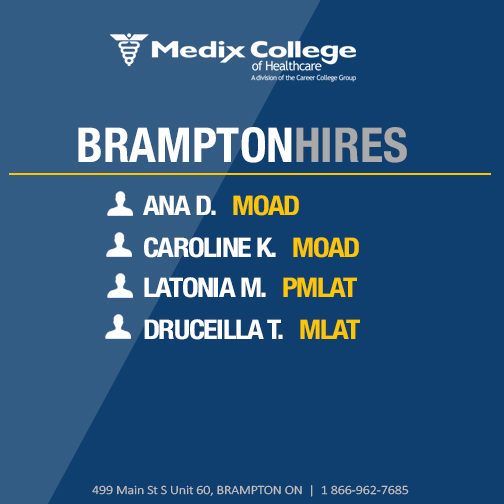 Medix College
of Healthcare
A division of the Career College Group
BRAMPTONHIRES
ANA D. MOAD
CAROLINE K. MOAD
LATONIA M. PMLAT
DRUCEILLA T. MLAT
499 Main St S Unit 60, BRAMPTON ON | 1 866-962-7685